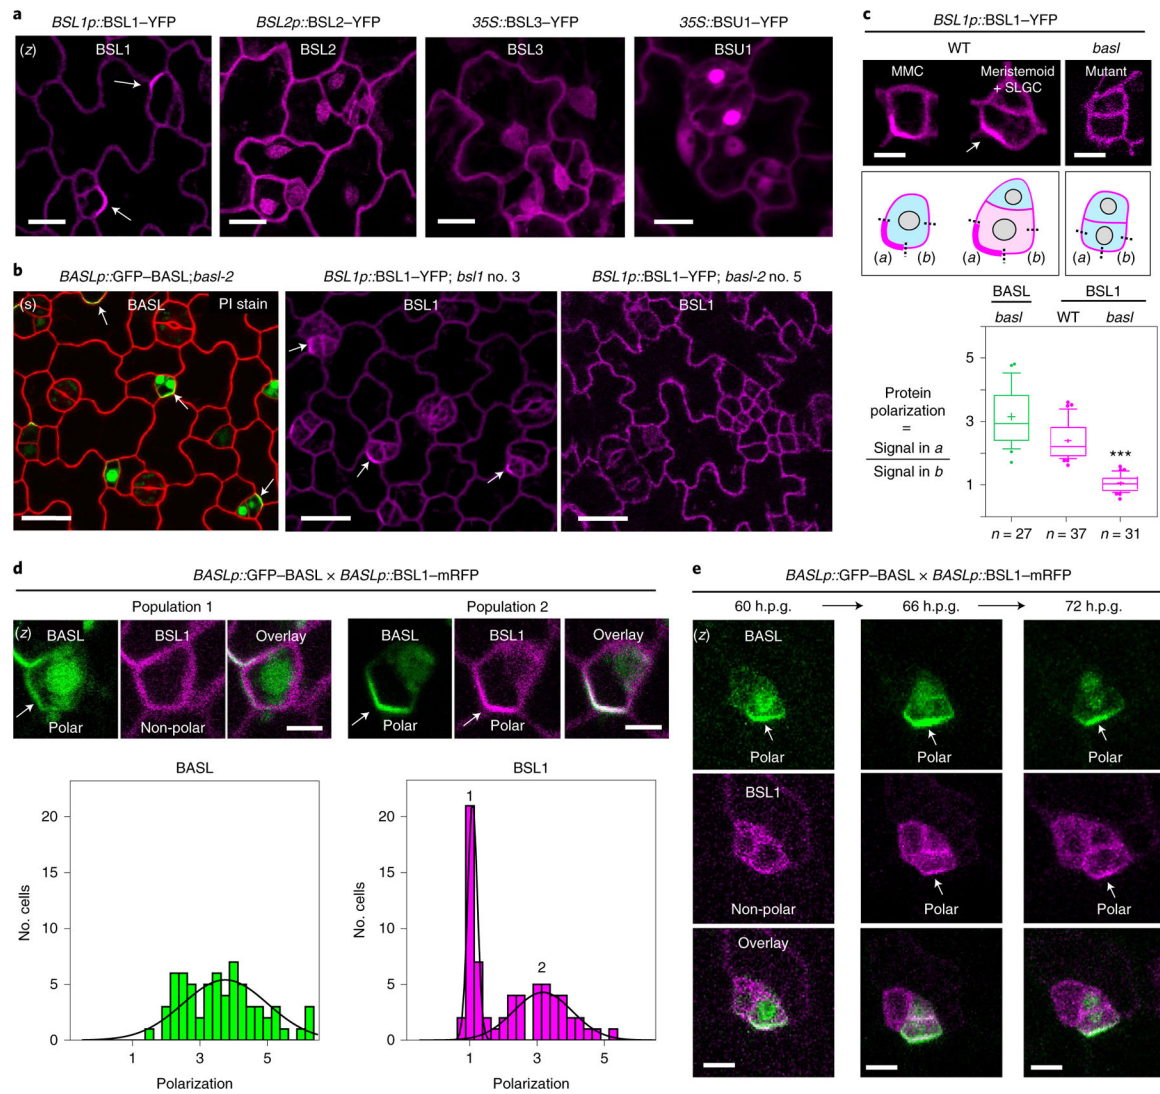 a
BSL1p::BSL1–YFP
BSL2p::BSL2–YFP
35S::BSL3–YFP
35S::BSU1–YFP
(z)
BSL1
BSL2
BSL3
BSU1
b
BASLp::GFP–BASL;basl-2
BSL1p::BSL1–YFP; bsl1 no. 3
BSL1p::BSL1–YFP; basl-2 no. 5
(s)
BASL
PI stain
BSL1
BSL1
c
BSL1p::BSL1–YFP
WT
basl
MMC
Meristemoid
+ SLGC
Mutant
(a)
(b)
(a)
(b)
(a)
(b)
BASL
BSL1
basl
WT
basl
5
3
1
Protein
polarization
=
Signal in a
Signal in b
***
n = 27
n = 37
n = 31
d
BASLp::GFP–BASL × BASLp::BSL1–mRFP
Population 1
Population 2
(z)
BASL
BSL1
Overlay
BASL
BSL1
Overlay
Polar
Non-polar
Polar
Polar
BASL
No. cells
20
15
10
5
0
1
3
5
Polarization
BSL1
No. cells
20
15
10
5
0
1
2
1
3
5
Polarization
e
BASLp::GFP–BASL × BASLp::BSL1–mRFP
60 h.p.g.
66 h.p.g.
72 h.p.g.
(z)
BASL
Polar
Polar
Polar
BSL1
Non-polar
Polar
Polar
Overlay